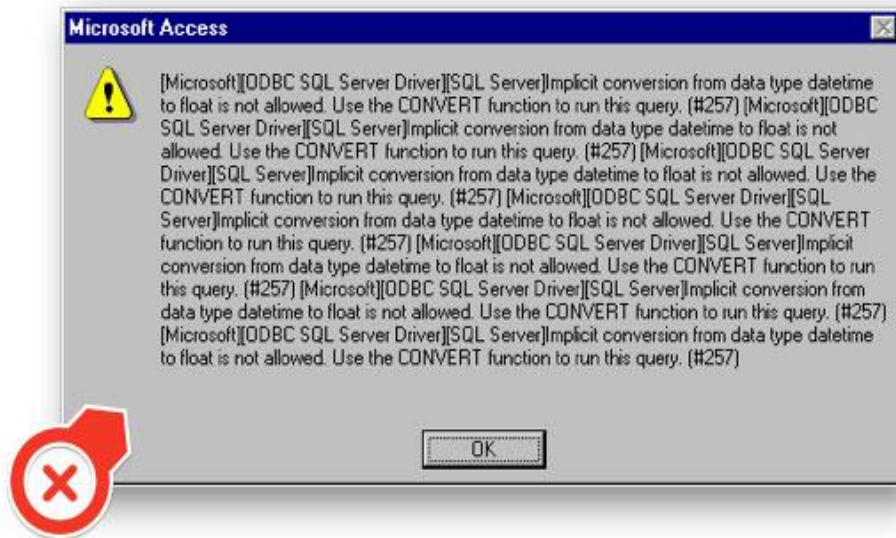 Microsoft Access
[Microsoft][ODBC SQL Server Driver][SQL Server]Implicit conversion from data type datetime
to float is not allowed. Use the CONVERT function to run this query. (#257) [Microsoft][ODBC
SQL Server Driver][SQL Server]Implicit conversion from data type datetime to float is not
allowed. Use the CONVERT function to run this query. (#257) [Microsoft][ODBC SQL Server
Driver][SQL Server]Implicit conversion from data type datetime to float is not allowed. Use the
CONVERT function to run this query. (#257) [Microsoft][ODBC SQL Server Driver][SQL
Server]Implicit conversion from data type datetime to float is not allowed. Use the CONVERT
function to run this query. (#257) [Microsoft][ODBC SQL Server Driver][SQL Server]Implicit
conversion from data type datetime to float is not allowed. Use the CONVERT function to run
this query. (#257) [Microsoft][ODBC SQL Server Driver][SQL Server]Implicit conversion from
data type datetime to float is not allowed. Use the CONVERT function to run this query. (#257)
[Microsoft][ODBC SQL Server Driver][SQL Server]Implicit conversion from data type datetime
to float is not allowed. Use the CONVERT function to run this query. (#257)
OK